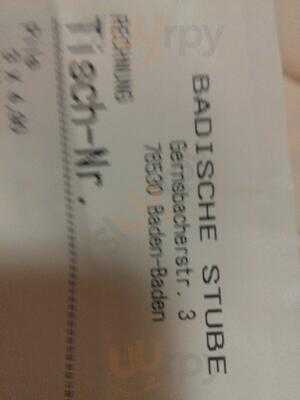 BADISCHE STUBE
Gernsbacherstr. 3
76530 Baden-Baden
RECHNUNG
Tisch-Nr.